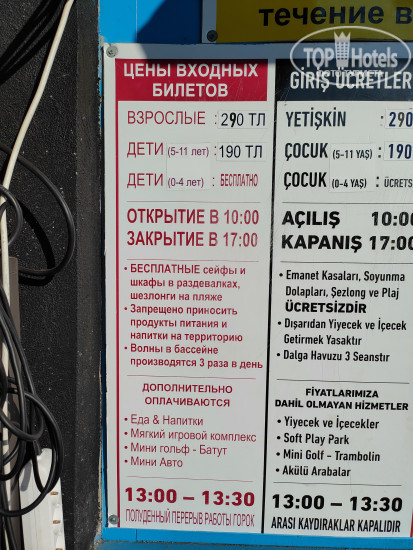 течение в
TOP Hotels
ЦЕНЫ ВХОДНЫХ
БИЛЕТОВ
ВЗРОСЛЫЕ : 290 ТЛ
ДЕТИ (5-11 лет) : 190 ТЛ
ДЕТИ (0-4 лет) : БЕСПЛАТНО
ОТКРЫТИЕ В 10:00
ЗАКРЫТИЕ В 17:00
• БЕСПЛАТНЫЕ сейфы и
шкафы в раздевалках,
шезлонги на пляже
• Запрещено приносить
продукты питания и
напитки на территорию
• Волны в бассейне
производятся 3 раза в день
ДОПОЛНИТЕЛЬНО
ОПЛАЧИВАЮТСЯ
• Еда & Напитки
• Мягкий игровой комплекс
• Мини гольф - Батут
• Мини Авто
13:00 – 13:30
ПОЛУДЕННЫЙ ПЕРЕРЫВ РАБОТЫ ГОРОК
GİRİŞ ÜCRETLER
YETİŞKİN : 290
ÇOCUK (5-11 YAŞ) : 190
ÇOCUK (0-4 YAŞ) : ÜCRETS
AÇILIŞ 10:00
KAPANIŞ 17:00
• Emanet Kasaları, Soyunma
Dolapları, Şezlong ve Plaj
ÜCRETSİZDİR
• Dışarıdan Yiyecek ve İçecek
Getirmek Yasaktır
• Dalga Havuzu 3 Seanstır
FİYATLARIMIZA
DAHİL OLMAYAN HİZMETLER
• Yiyecek ve İçecekler
• Soft Play Park
• Mini Golf - Trambolin
• Akülü Arabalar
13:00 – 13:30
ARASI KAYDIRAKLAR KAPALIDIR